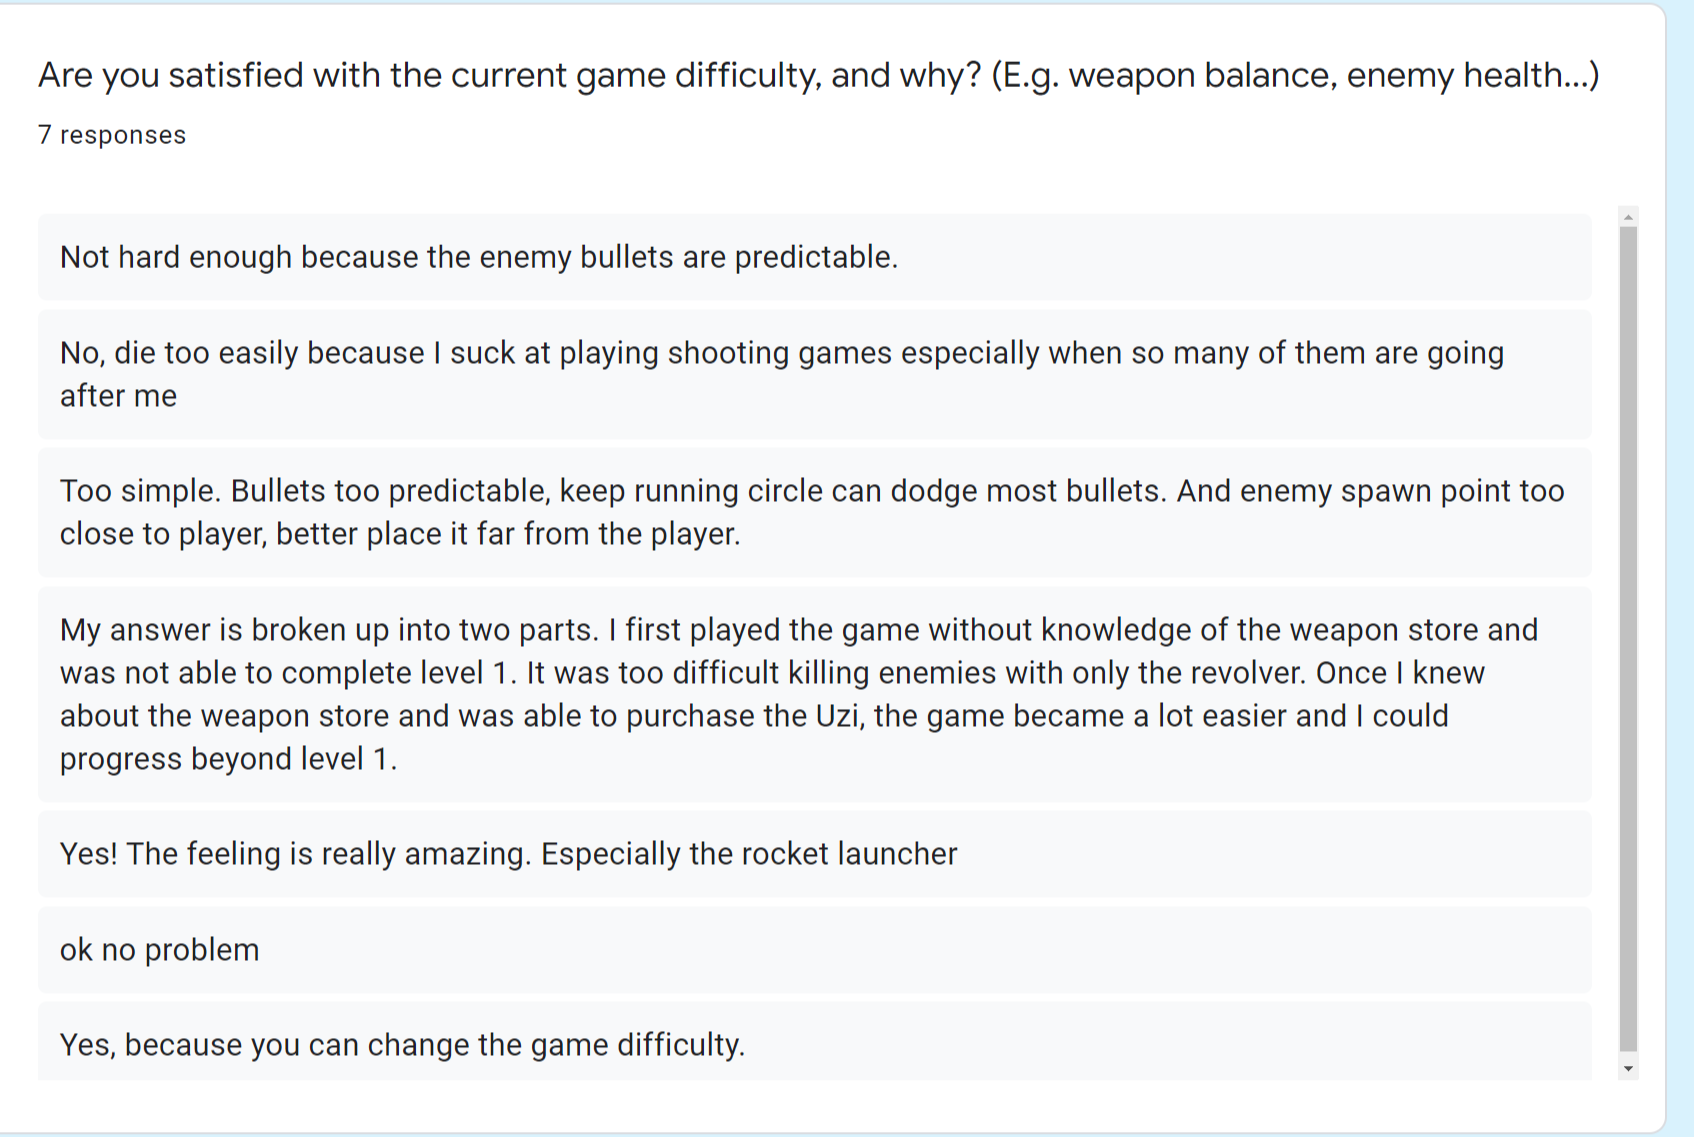 Are you satisfied with the current game difficulty, and why? (E.g. weapon balance, enemy health...)
7 responses
Not hard enough because the enemy bullets are predictable.
No, die too easily because I suck at playing shooting games especially when so many of them are going
after me
Too simple. Bullets too predictable, keep running circle can dodge most bullets. And enemy spawn point too
close to player, better place it far from the player.
My answer is broken up into two parts. I first played the game without knowledge of the weapon store and
was not able to complete level 1. It was too difficult killing enemies with only the revolver. Once I knew
about the weapon store and was able to purchase the Uzi, the game became a lot easier and I could
progress beyond level 1.
Yes! The feeling is really amazing. Especially the rocket launcher
ok no problem
Yes, because you can change the game difficulty.